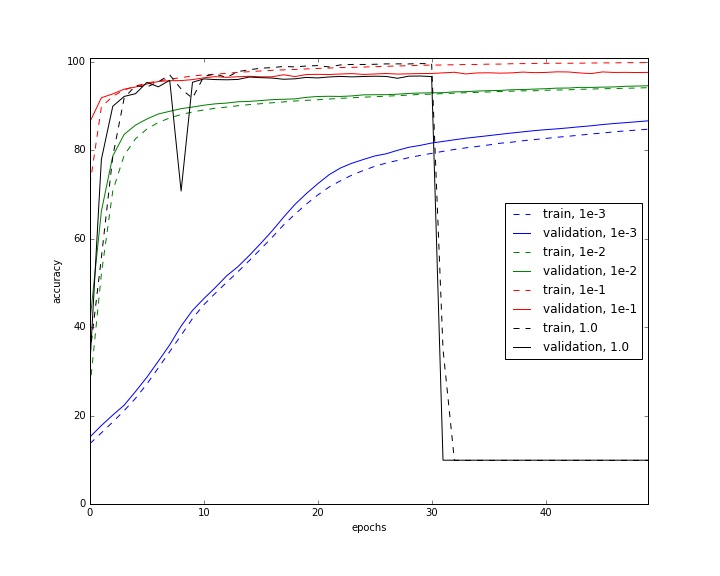 100
80
60
40
20
0
accuracy
train, 1e-3
validation, 1e-3
train, 1e-2
validation, 1e-2
train, 1e-1
validation, 1e-1
train, 1.0
validation, 1.0
0 10 20 30 40
epochs